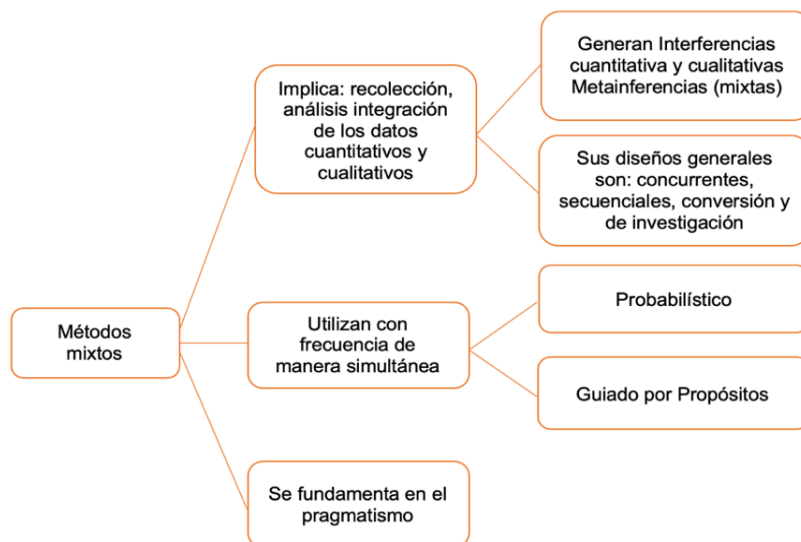 Métodos
mixtos
Implica: recolección,
análisis integración
de los datos
cuantitativos y
cualitativos
Generan Interferencias
cuantitativa y cualitativas
Metainferencias (mixtas)
Sus diseños generales
son: concurrentes,
secuenciales, conversión y
de investigación
Utilizan con
frecuencia de
manera simultánea
Probabilístico
Guiado por Propósitos
Se fundamenta en el
pragmatismo